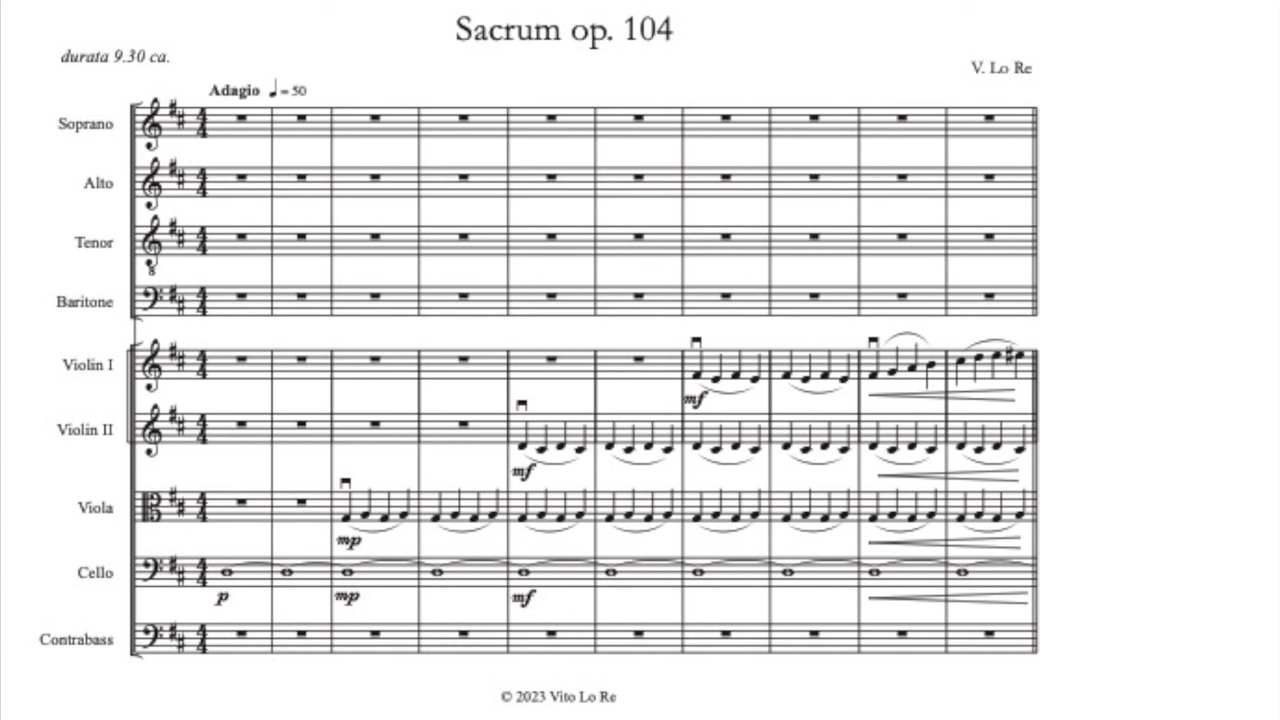 Sacrum op. 104
durata 9.30 ca.
V. Lo Re
Adagio ♩ = 50
Soprano
Alto
Tenor
8
Baritone
Violin I
mf
Violin II
mf
Viola
mp
Cello
p mp mf
Contrabass
© 2023 Vito Lo Re